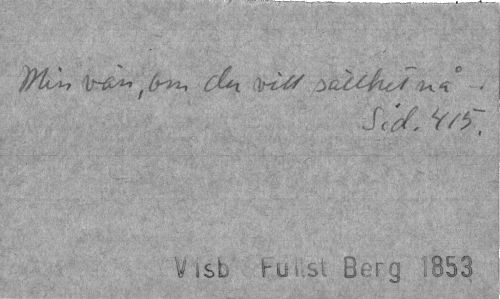 Min vän, om du vill sällhet nå -.
Sid. 415.
Visb Fullst Berg 1853